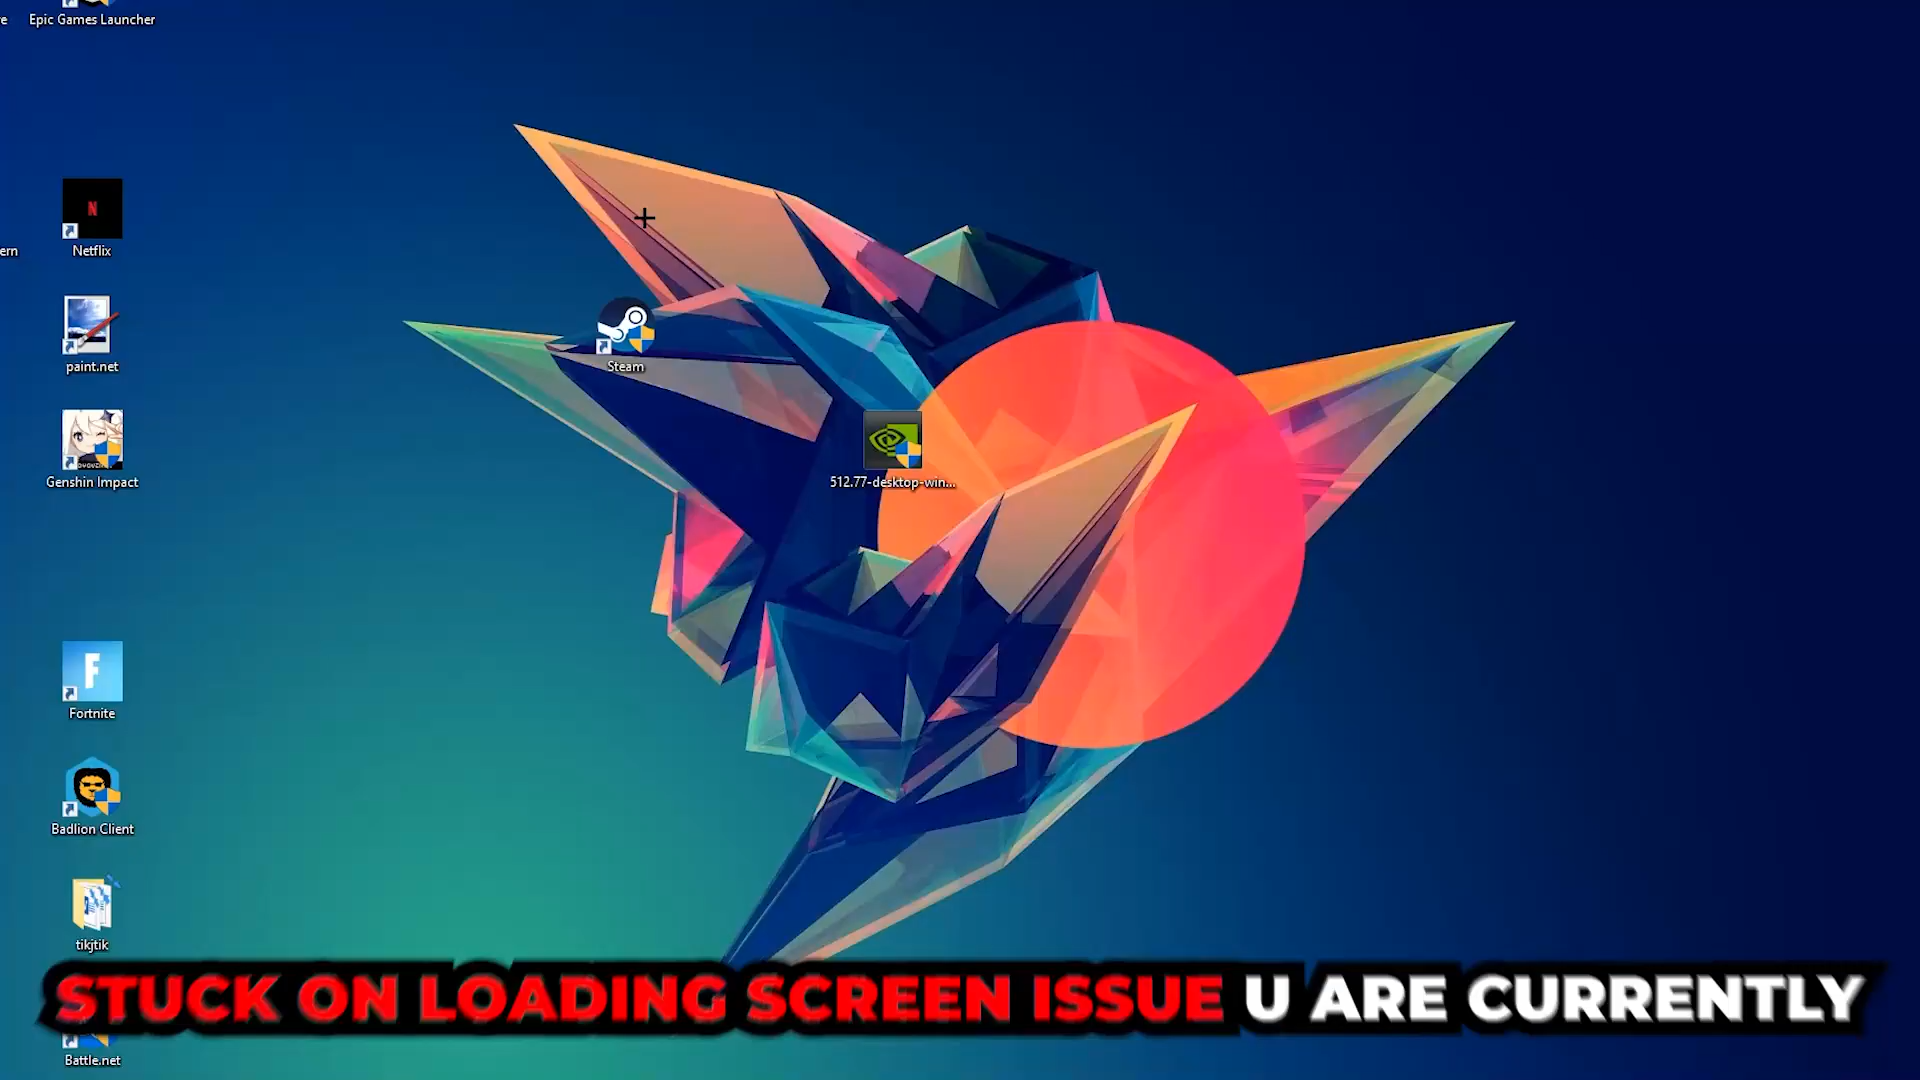 e
Epic Games Launcher
N
Netflix
ern
paint.net
Steam
Genshin Impact
512.77-desktop-win...
F
Fortnite
Badlion Client
tikjtik
STUCK ON LOADING SCREEN ISSUE U ARE CURRENTLY
Battle.net